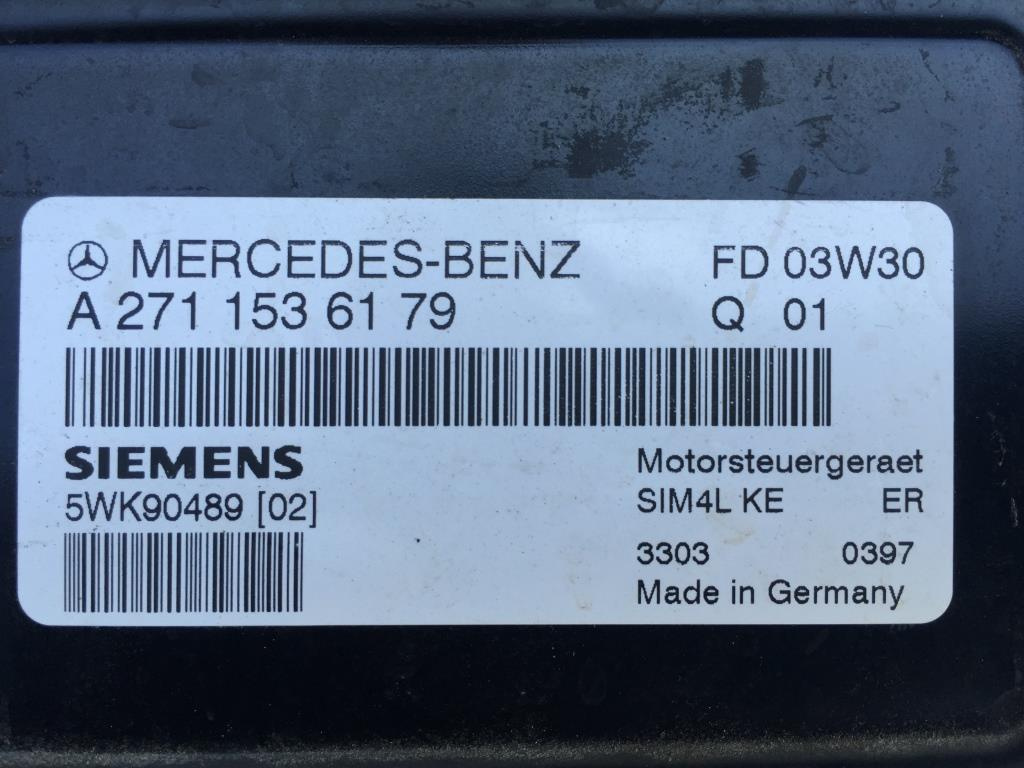 MERCEDES-BENZ FD 03W30
A 271 153 61 79 Q 01
SIEMENS
5WK90489 [02]
Motorsteuergeraet
SIM4L KE ER
3303 0397
Made in Germany